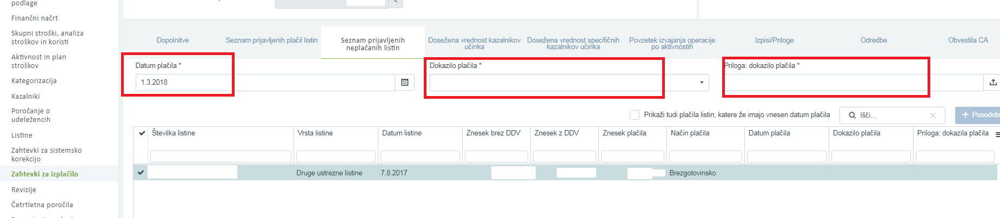 podlage
Finančni načrt
Skupni stroški, analiza
stroškov in koristi
Aktivnost in plan
stroškov
Kategorizacija
Kazalniki
Poročanje o
udeležencih
Listine
Zahtevki za sistemsko
korekcijo
Zahtevki za izplačilo
Revizije
Četrtletna poročila
Dopolnitve
Seznam prijavljenih plačil listin
Seznam prijavljenih
neplačanih listin
Dosežena vrednost kazalnikov
učinka
Dosežena vrednost specifičnih
kazalnikov učinka
Povzetek izvajanja operacije
po aktivnostih
Izpisi/Priloge
Odredbe
Obvestila CA
Datum plačila *
1.3.2018
Dokazilo plačila *
Priloga: dokazilo plačila *
Prikaži tudi plačila listin, katere že imajo vnesen datum plačila
Išči...
+ Posodobi
Številka listine
Vrsta listine
Datum listine
Znesek brez DDV
Znesek z DDV
Znesek plačila
Način plačila
Datum plačila
Dokazilo plačila
Priloga: dokazila plačila
Druge ustrezne listine
7.8.2017
Brezgotovinsko